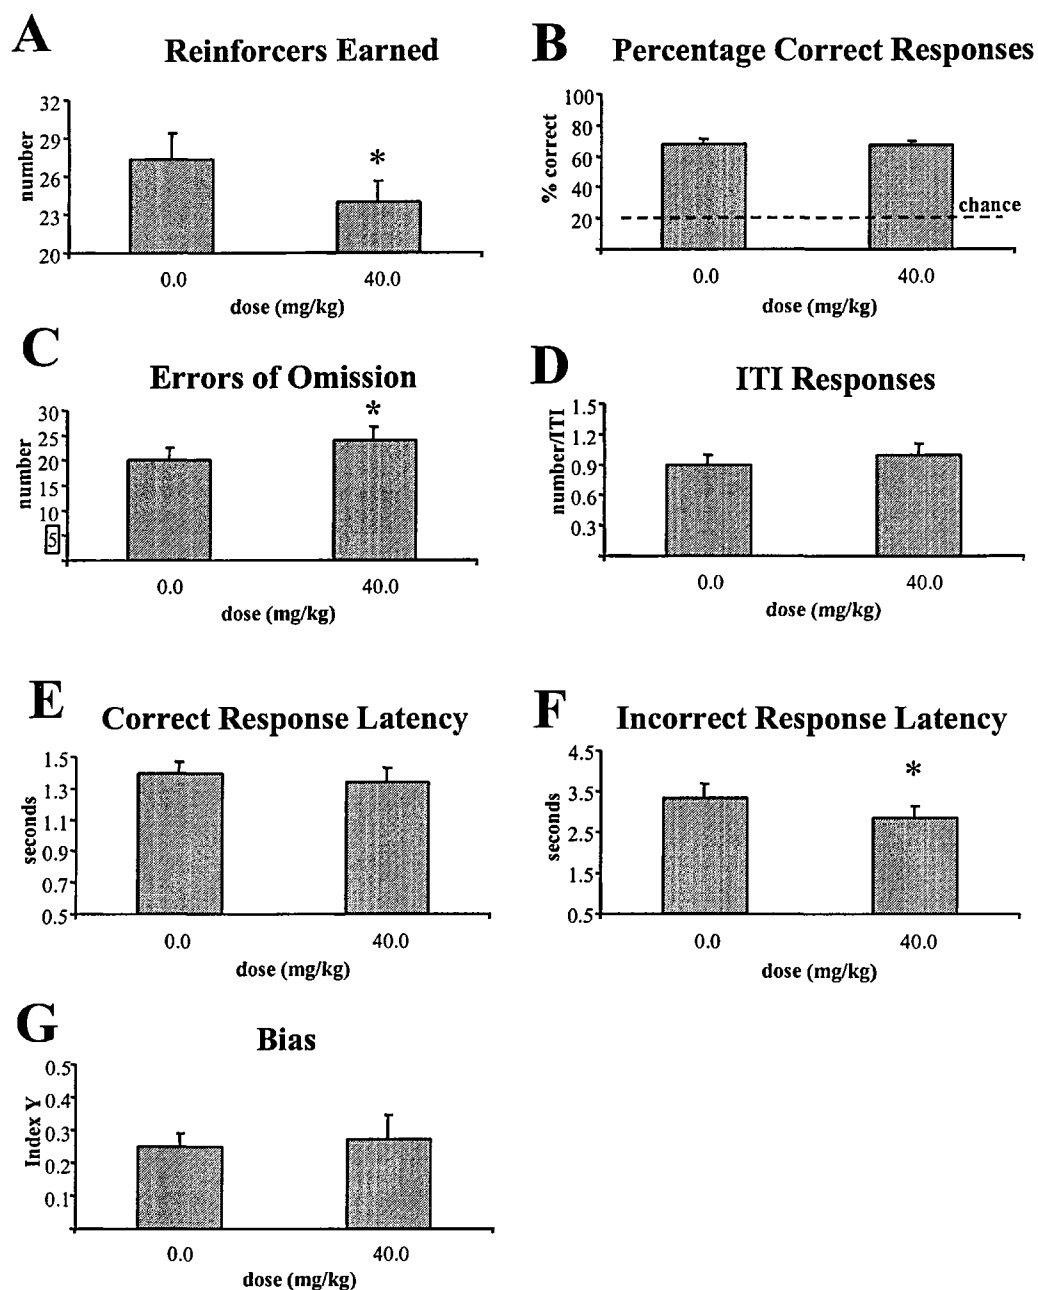 A
Reinforcers Earned
number
32
29
26
23
20
*
0.0
40.0
dose (mg/kg)
B
Percentage Correct Responses
% correct
100
80
60
40
20
chance
0.0
40.0
dose (mg/kg)
C
Errors of Omission
number
30
25
20
15
10
5
*
0.0
40.0
dose (mg/kg)
D
ITI Responses
number/ITI
1.5
1.2
0.9
0.6
0.3
0.0
40.0
dose (mg/kg)
E
Correct Response Latency
seconds
1.5
1.3
1.1
0.9
0.7
0.5
0.0
40.0
dose (mg/kg)
F
Incorrect Response Latency
seconds
4.5
3.5
2.5
1.5
0.5
*
0.0
40.0
dose (mg/kg)
G
Bias
Index Y
0.5
0.4
0.3
0.2
0.1
0.0
40.0
dose (mg/kg)